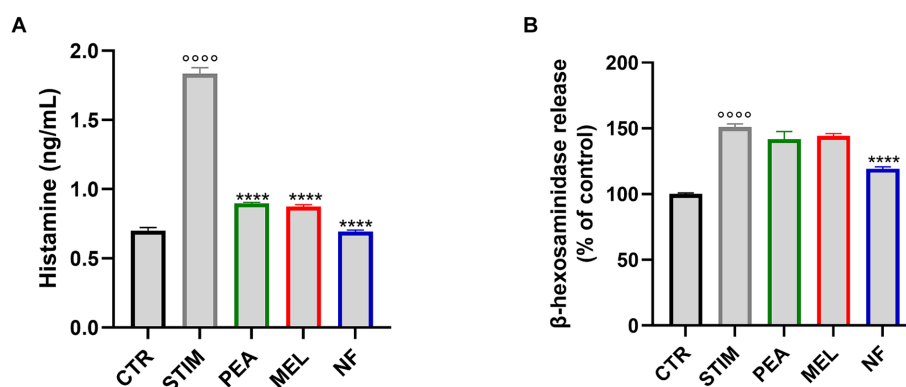 A
Histamine (ng/mL)
2.0
1.5
1.0
0.5
0.0
°°°°
****
****
****
CTR
STIM
PEA
MEL
NF
B
β-hexosaminidase release
(% of control)
200
150
100
50
0
°°°°
****
CTR
STIM
PEA
MEL
NF